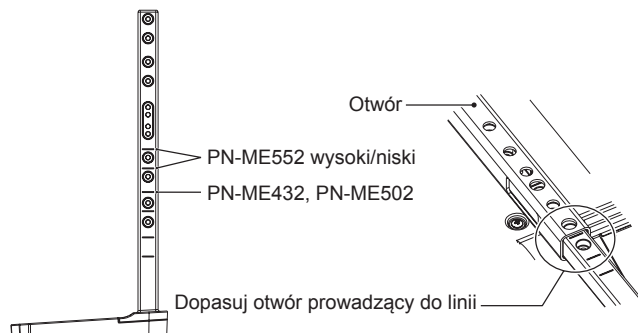 Otwór
PN-ME552 wysoki/niski
PN-ME432, PN-ME502
Dopasuj otwór prowadzący do linii